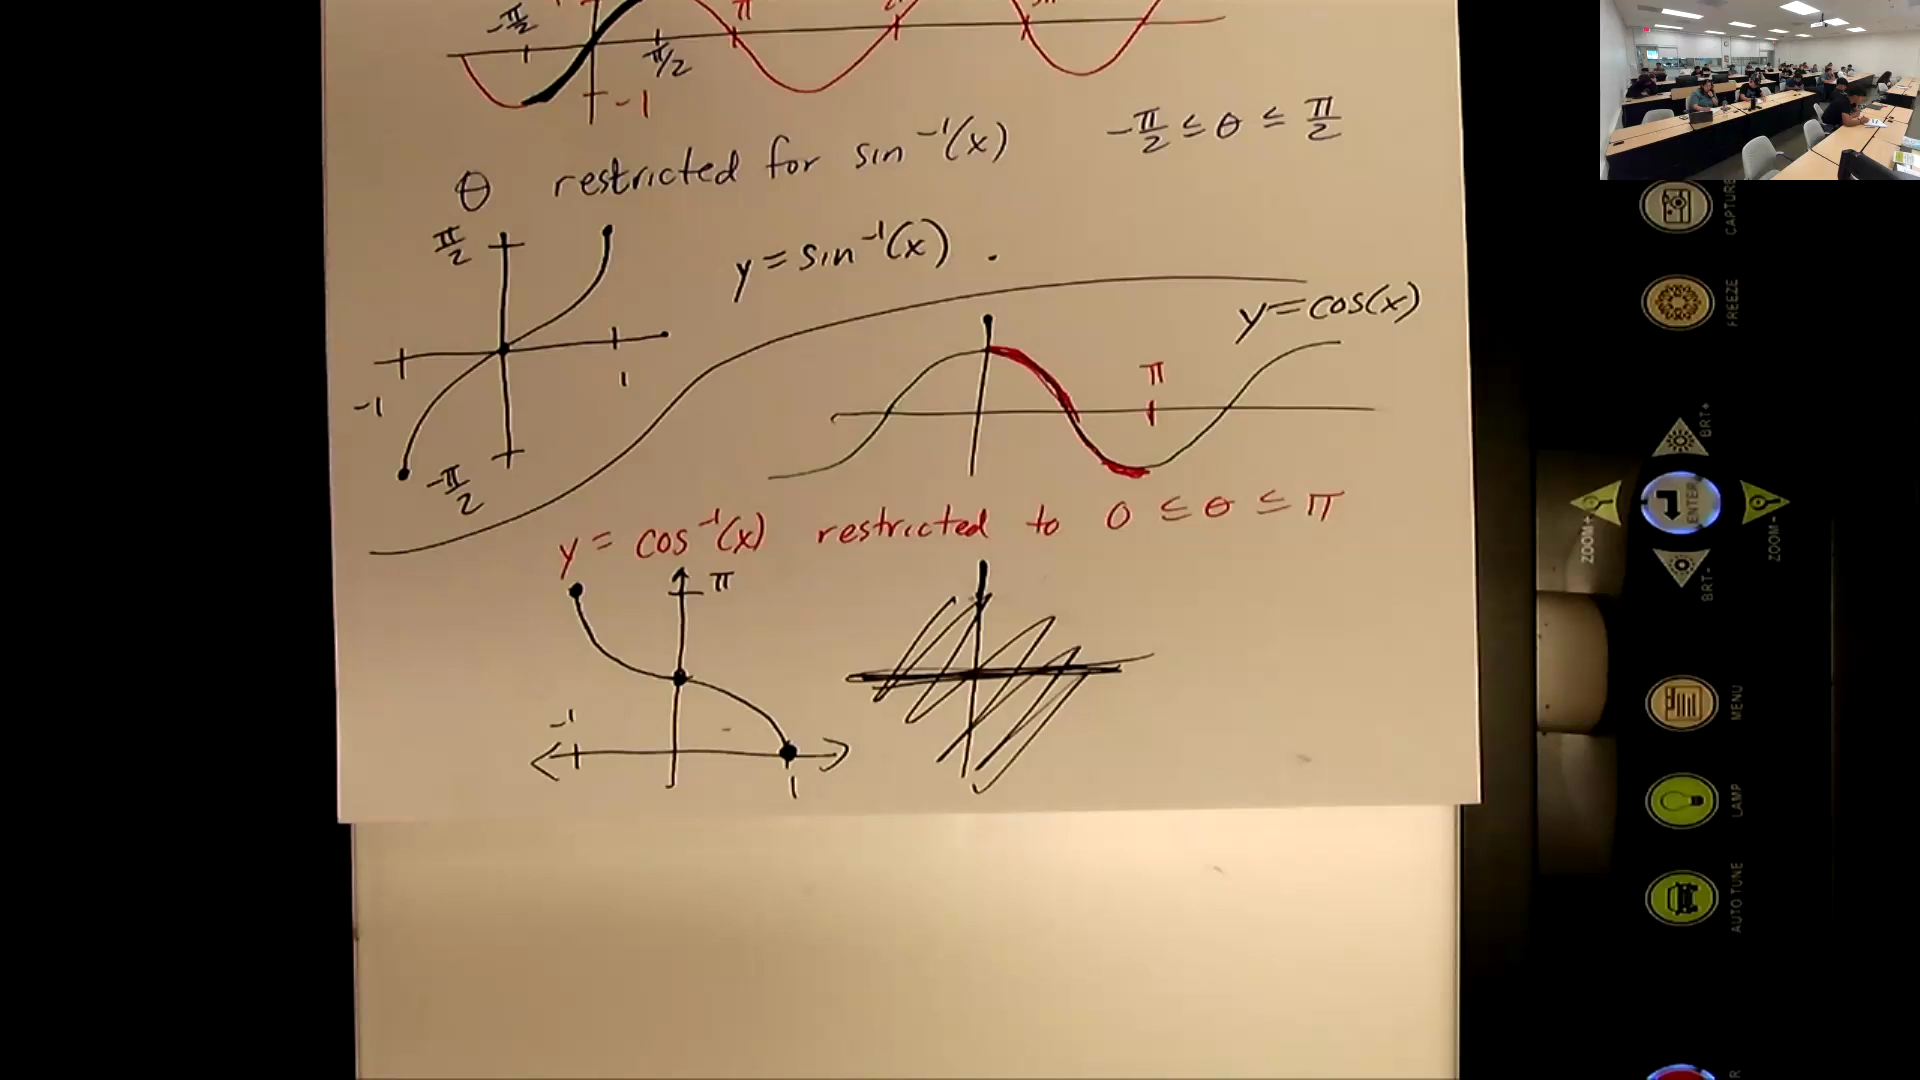 -π/2 π/2 π
-1
θ restricted for sin⁻¹(x) -π/2 ≤ θ ≤ π/2
π/2
y = sin⁻¹(x).
y = cos(x)
-1 1
π
-π/2
y = cos⁻¹(x) restricted to 0 ≤ θ ≤ π
π
-1
1
CAPTURE
FREEZE
BRT+
ZOOM+ ENTER ZOOM-
BRT-
MENU
LAMP
AUTO TUNE